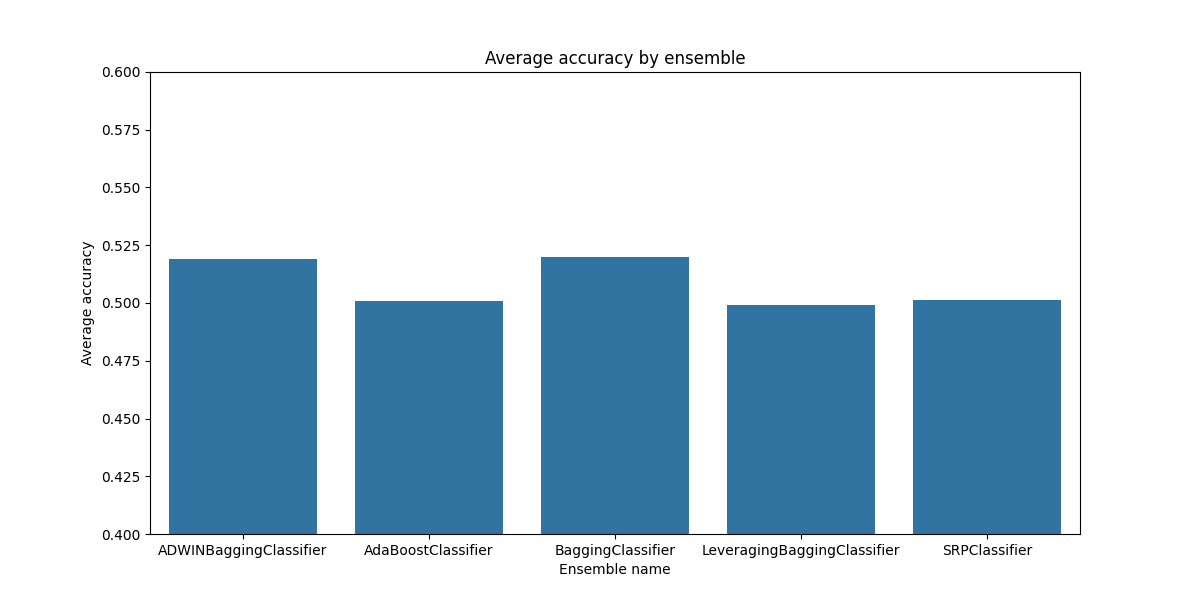 Average accuracy by ensemble
0.600
0.575
0.550
0.525
0.500
0.475
0.450
0.425
0.400
Average accuracy
ADWINBaggingClassifier AdaBoostClassifier BaggingClassifier LeveragingBaggingClassifier SRPClassifier
Ensemble name